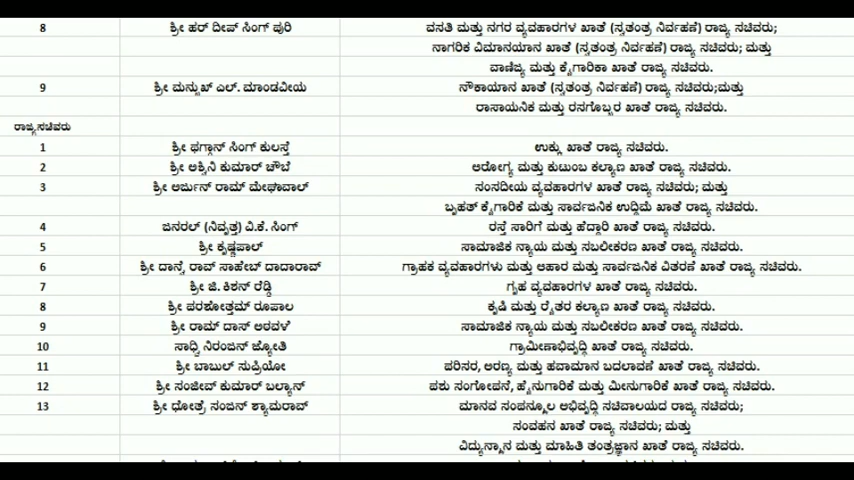 8 ಶ್ರೀ ಹರ್ ದೀಪ್ ಸಿಂಗ್ ಪುರಿ ವಸತಿ ಮತ್ತು ನಗರ ವ್ಯವಹಾರಗಳ ಖಾತೆ (ಸ್ವತಂತ್ರ ನಿರ್ವಹಣೆ) ರಾಜ್ಯ ಸಚಿವರು;
ನಾಗರಿಕ ವಿಮಾನಯಾನ ಖಾತೆ (ಸ್ವತಂತ್ರ ನಿರ್ವಹಣೆ) ರಾಜ್ಯ ಸಚಿವರು; ಮತ್ತು
ವಾಣಿಜ್ಯ ಮತ್ತು ಕೈಗಾರಿಕಾ ಖಾತೆ ರಾಜ್ಯ ಸಚಿವರು.
9 ಶ್ರೀ ಮನ್ಸುಖ್ ಎಲ್. ಮಾಂಡವೀಯ ನೌಕಾಯಾನ ಖಾತೆ (ಸ್ವತಂತ್ರ ನಿರ್ವಹಣೆ) ರಾಜ್ಯ ಸಚಿವರು;ಮತ್ತು
ರಾಸಾಯನಿಕ ಮತ್ತು ರಸಗೊಬ್ಬರ ಖಾತೆ ರಾಜ್ಯ ಸಚಿವರು.
ರಾಜ್ಯಸಚಿವರು
1 ಶ್ರೀ ಫಗ್ಗಾನ್ ಸಿಂಗ್ ಕುಲಸ್ತೆ ಉಕ್ಕು ಖಾತೆ ರಾಜ್ಯ ಸಚಿವರು.
2 ಶ್ರೀ ಅಶ್ವಿನಿ ಕುಮಾರ್ ಚೌಬೆ ಆರೋಗ್ಯ ಮತ್ತು ಕುಟುಂಬ ಕಲ್ಯಾಣ ಖಾತೆ ರಾಜ್ಯ ಸಚಿವರು.
3 ಶ್ರೀ ಅರ್ಜುನ್ ರಾಮ್ ಮೇಘವಾಲ್ ಸಂಸದೀಯ ವ್ಯವಹಾರಗಳ ಖಾತೆ ರಾಜ್ಯ ಸಚಿವರು; ಮತ್ತು
ಬೃಹತ್ ಕೈಗಾರಿಕೆ ಮತ್ತು ಸಾರ್ವಜನಿಕ ಉದ್ದಿಮೆ ಖಾತೆ ರಾಜ್ಯ ಸಚಿವರು.
4 ಜನರಲ್ (ನಿವೃತ್ತ) ವಿ.ಕೆ. ಸಿಂಗ್ ರಸ್ತೆ ಸಾರಿಗೆ ಮತ್ತು ಹೆದ್ದಾರಿ ಖಾತೆ ರಾಜ್ಯ ಸಚಿವರು.
5 ಶ್ರೀ ಕೃಷ್ಣಪಾಲ್ ಸಾಮಾಜಿಕ ನ್ಯಾಯ ಮತ್ತು ಸಬಲೀಕರಣ ಖಾತೆ ರಾಜ್ಯ ಸಚಿವರು.
6 ಶ್ರೀ ದಾನ್ವೆ ರಾವ್ ಸಾಹೇಬ್ ದಾದಾರಾವ್ ಗ್ರಾಹಕ ವ್ಯವಹಾರಗಳು ಮತ್ತು ಆಹಾರ ಮತ್ತು ಸಾರ್ವಜನಿಕ ವಿತರಣೆ ಖಾತೆ ರಾಜ್ಯ ಸಚಿವರು.
7 ಶ್ರೀ ಜಿ. ಕಿಶನ್ ರೆಡ್ಡಿ ಗೃಹ ವ್ಯವಹಾರಗಳ ಖಾತೆ ರಾಜ್ಯ ಸಚಿವರು.
8 ಶ್ರೀ ಪರಶೋತ್ತಮ್ ರೂಪಾಲ ಕೃಷಿ ಮತ್ತು ರೈತರ ಕಲ್ಯಾಣ ಖಾತೆ ರಾಜ್ಯ ಸಚಿವರು.
9 ಶ್ರೀ ರಾಮ್ ದಾಸ್ ಅಠವಳೆ ಸಾಮಾಜಿಕ ನ್ಯಾಯ ಮತ್ತು ಸಬಲೀಕರಣ ಖಾತೆ ರಾಜ್ಯ ಸಚಿವರು.
10 ಸಾಧ್ವಿ ನಿರಂಜನ್ ಜ್ಯೋತಿ ಗ್ರಾಮೀಣಾಭಿವೃದ್ಧಿ ಖಾತೆ ರಾಜ್ಯ ಸಚಿವರು.
11 ಶ್ರೀ ಬಾಬುಲ್ ಸುಪ್ರಿಯೋ ಪರಿಸರ, ಅರಣ್ಯ ಮತ್ತು ಹವಾಮಾನ ಬದಲಾವಣೆ ಖಾತೆ ರಾಜ್ಯ ಸಚಿವರು.
12 ಶ್ರೀ ಸಂಜೀವ್ ಕುಮಾರ್ ಬಲ್ಯಾನ್ ಪಶು ಸಂಗೋಪನೆ, ಹೈನುಗಾರಿಕೆ ಮತ್ತು ಮೀನುಗಾರಿಕೆ ಖಾತೆ ರಾಜ್ಯ ಸಚಿವರು.
13 ಶ್ರೀ ಧೋತ್ರೆ ಸಂಜನ್ ಶ್ಯಾಮರಾವ್ ಮಾನವ ಸಂಪನ್ಮೂಲ ಅಭಿವೃದ್ಧಿ ಸಚಿವಾಲಯದ ರಾಜ್ಯ ಸಚಿವರು;
ಸಂವಹನ ಖಾತೆ ರಾಜ್ಯ ಸಚಿವರು; ಮತ್ತು
ವಿದ್ಯುನ್ಮಾನ ಮತ್ತು ಮಾಹಿತಿ ತಂತ್ರಜ್ಞಾನ ಖಾತೆ ರಾಜ್ಯ ಸಚಿವರು.